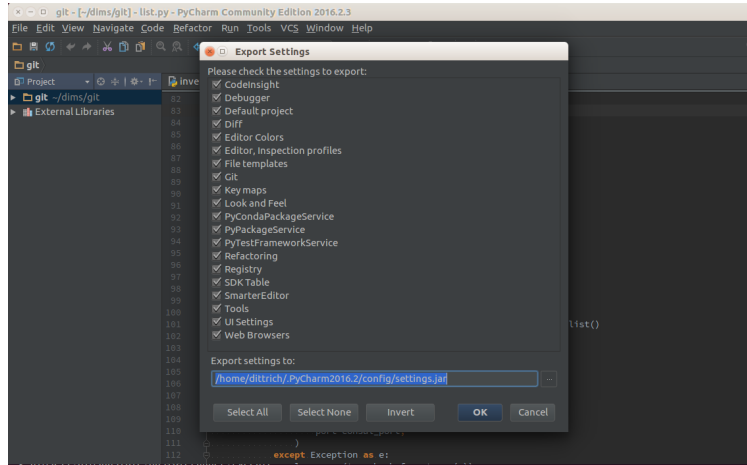 git - [~/dims/git] - list.py - PyCharm Community Edition 2016.2.3
File Edit View Navigate Code Refactor Run Tools VCS Window Help
git
Project
inve
git ~/dims/git
External Libraries
Export Settings
Please check the settings to export:
CodeInsight
Debugger
Default project
Diff
Editor Colors
Editor, Inspection profiles
File templates
Git
Key maps
Look and Feel
PyCondaPackageService
PyPackageService
PyTestFrameworkService
Refactoring
Registry
SDK Table
SmarterEditor
Tools
UI Settings
Web Browsers
Export settings to:
/home/dittrich/.PyCharm2016.2/config/settings.jar
...
Select All Select None Invert OK Cancel
82
83
84
85
86
87
88
89
90
91
92
93
94
95
96
97
98
99
100
101 list()
102
103
104
105
106
107
108
109
110
111 )
112 except Exception as e: